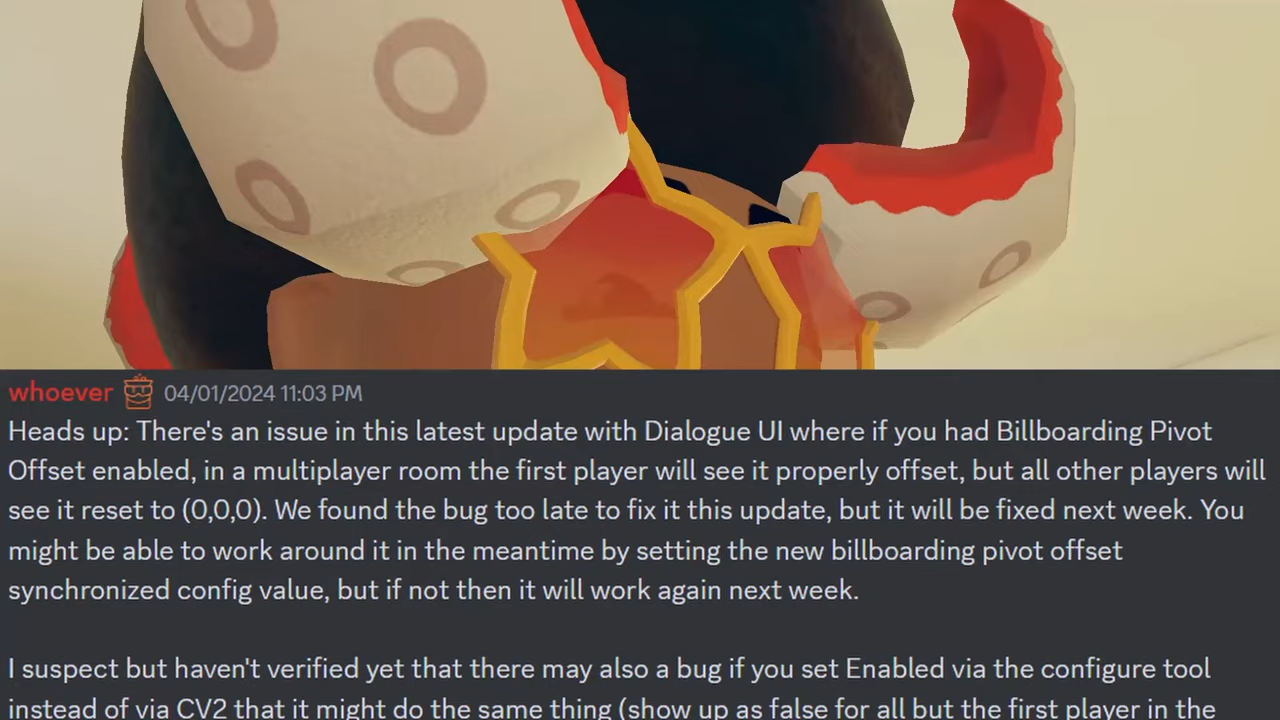 whoever 04/01/2024 11:03 PM
Heads up: There's an issue in this latest update with Dialogue UI where if you had Billboarding Pivot
Offset enabled, in a multiplayer room the first player will see it properly offset, but all other players will
see it reset to (0,0,0). We found the bug too late to fix it this update, but it will be fixed next week. You
might be able to work around it in the meantime by setting the new billboarding pivot offset
synchronized config value, but if not then it will work again next week.
I suspect but haven't verified yet that there may also a bug if you set Enabled via the configure tool
instead of via CV2 that it might do the same thing (show up as false for all but the first player in the